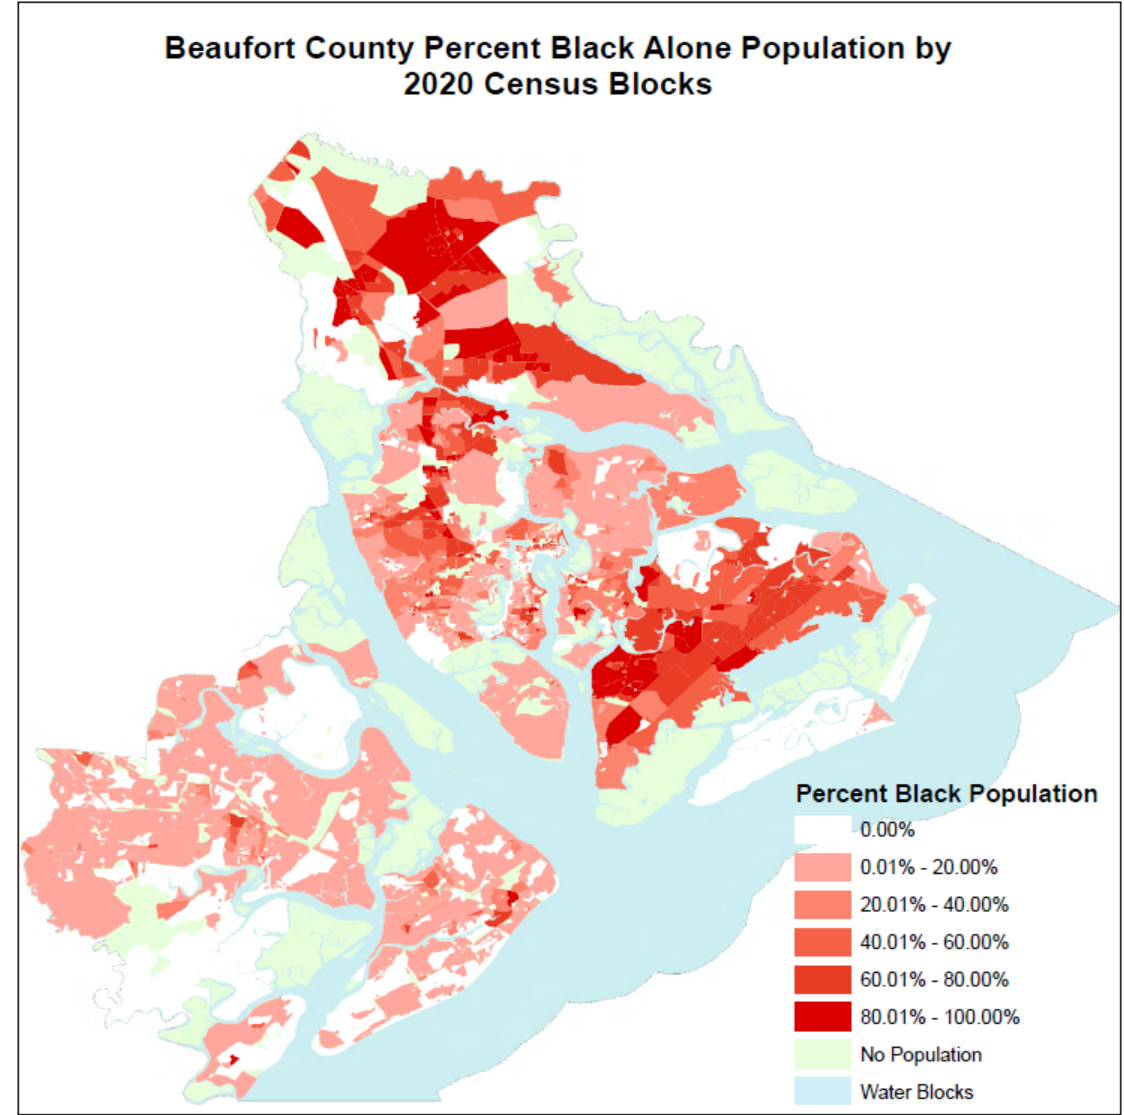 Beaufort County Percent Black Alone Population by
2020 Census Blocks
Percent Black Population
0.00%
0.01% - 20.00%
20.01% - 40.00%
40.01% - 60.00%
60.01% - 80.00%
80.01% - 100.00%
No Population
Water Blocks